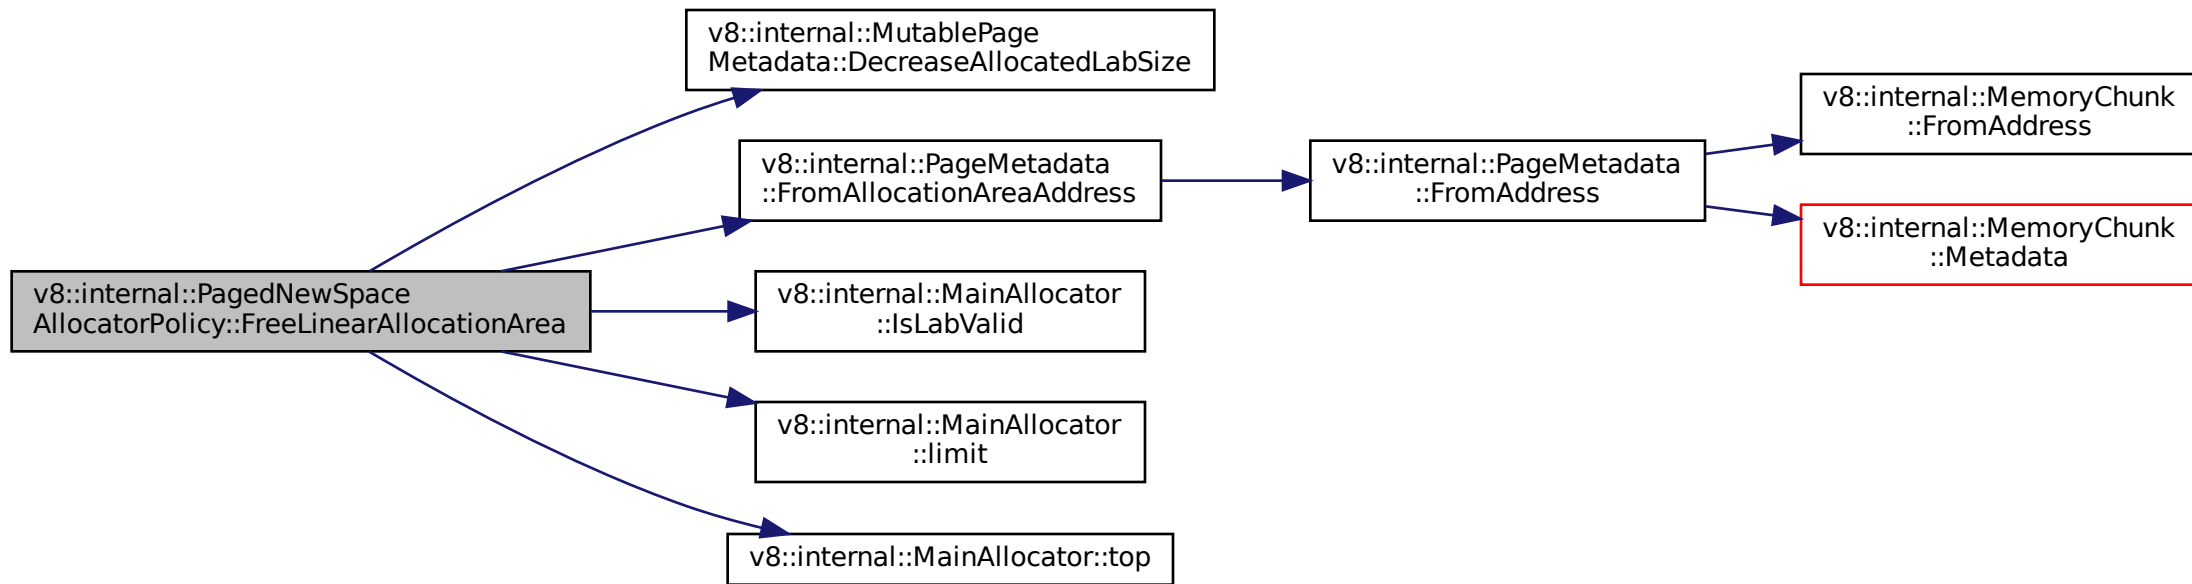 v8::internal::MutablePage
Metadata::DecreaseAllocatedLabSize
v8::internal::MemoryChunk
::FromAddress
v8::internal::PageMetadata
::FromAllocationAreaAddress
v8::internal::PageMetadata
::FromAddress
v8::internal::MemoryChunk
::Metadata
v8::internal::PagedNewSpace
AllocatorPolicy::FreeLinearAllocationArea
v8::internal::MainAllocator
::IsLabValid
v8::internal::MainAllocator
::limit
v8::internal::MainAllocator::top